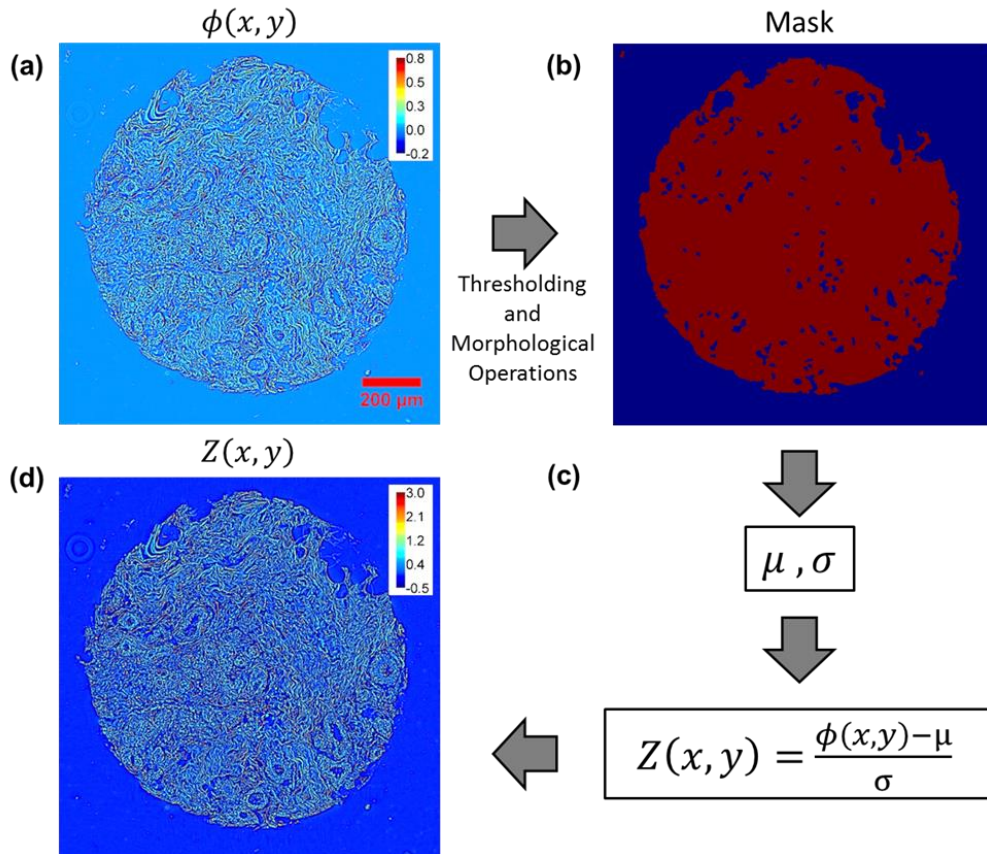 ϕ(x, y)
Mask
(a)
(b)
0.8
0.5
0.3
0.0
-0.2
200 μm
Thresholding
and
Morphological
Operations
Z(x, y)
(d)
(c)
3.0
2.1
1.2
0.4
-0.5
μ , σ
Z(x, y) = ϕ(x,y)−μ
σ